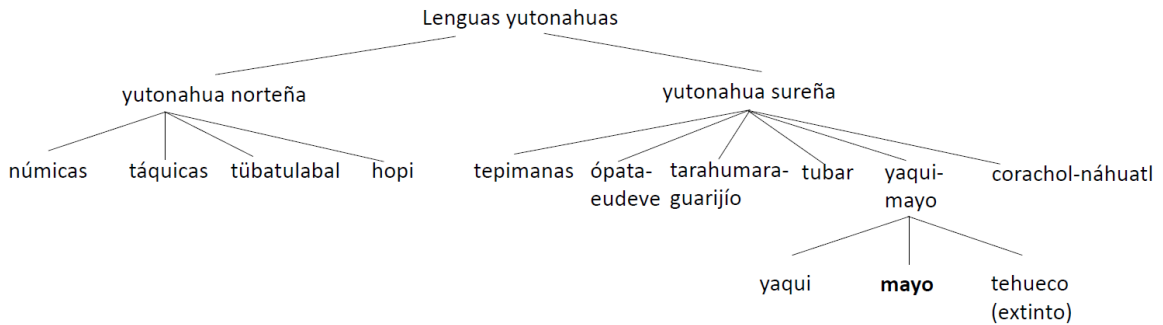 Lenguas yutonahuas
yutonahua norteña
yutonahua sureña
númicas
táquicas
tübatulabal
hopi
tepimanas
ópata-
eudeve
tarahumara-
guarijío
tubar
yaqui-
mayo
corachol-náhuatl
yaqui
mayo
tehueco
(extinto)